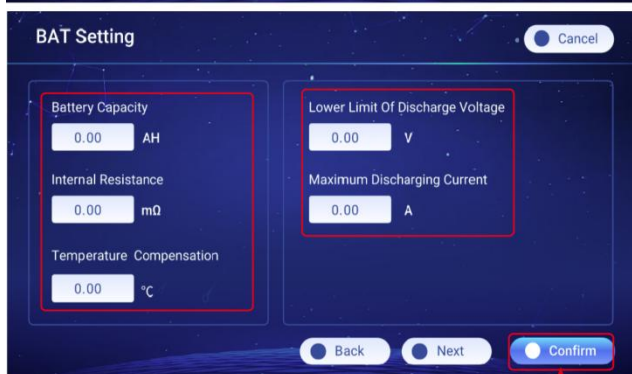 BAT Setting
Cancel
Battery Capacity
0.00 AH
Internal Resistance
0.00 mΩ
Temperature Compensation
0.00 °C
Lower Limit Of Discharge Voltage
0.00 V
Maximum Discharging Current
0.00 A
Back
Next
Confirm